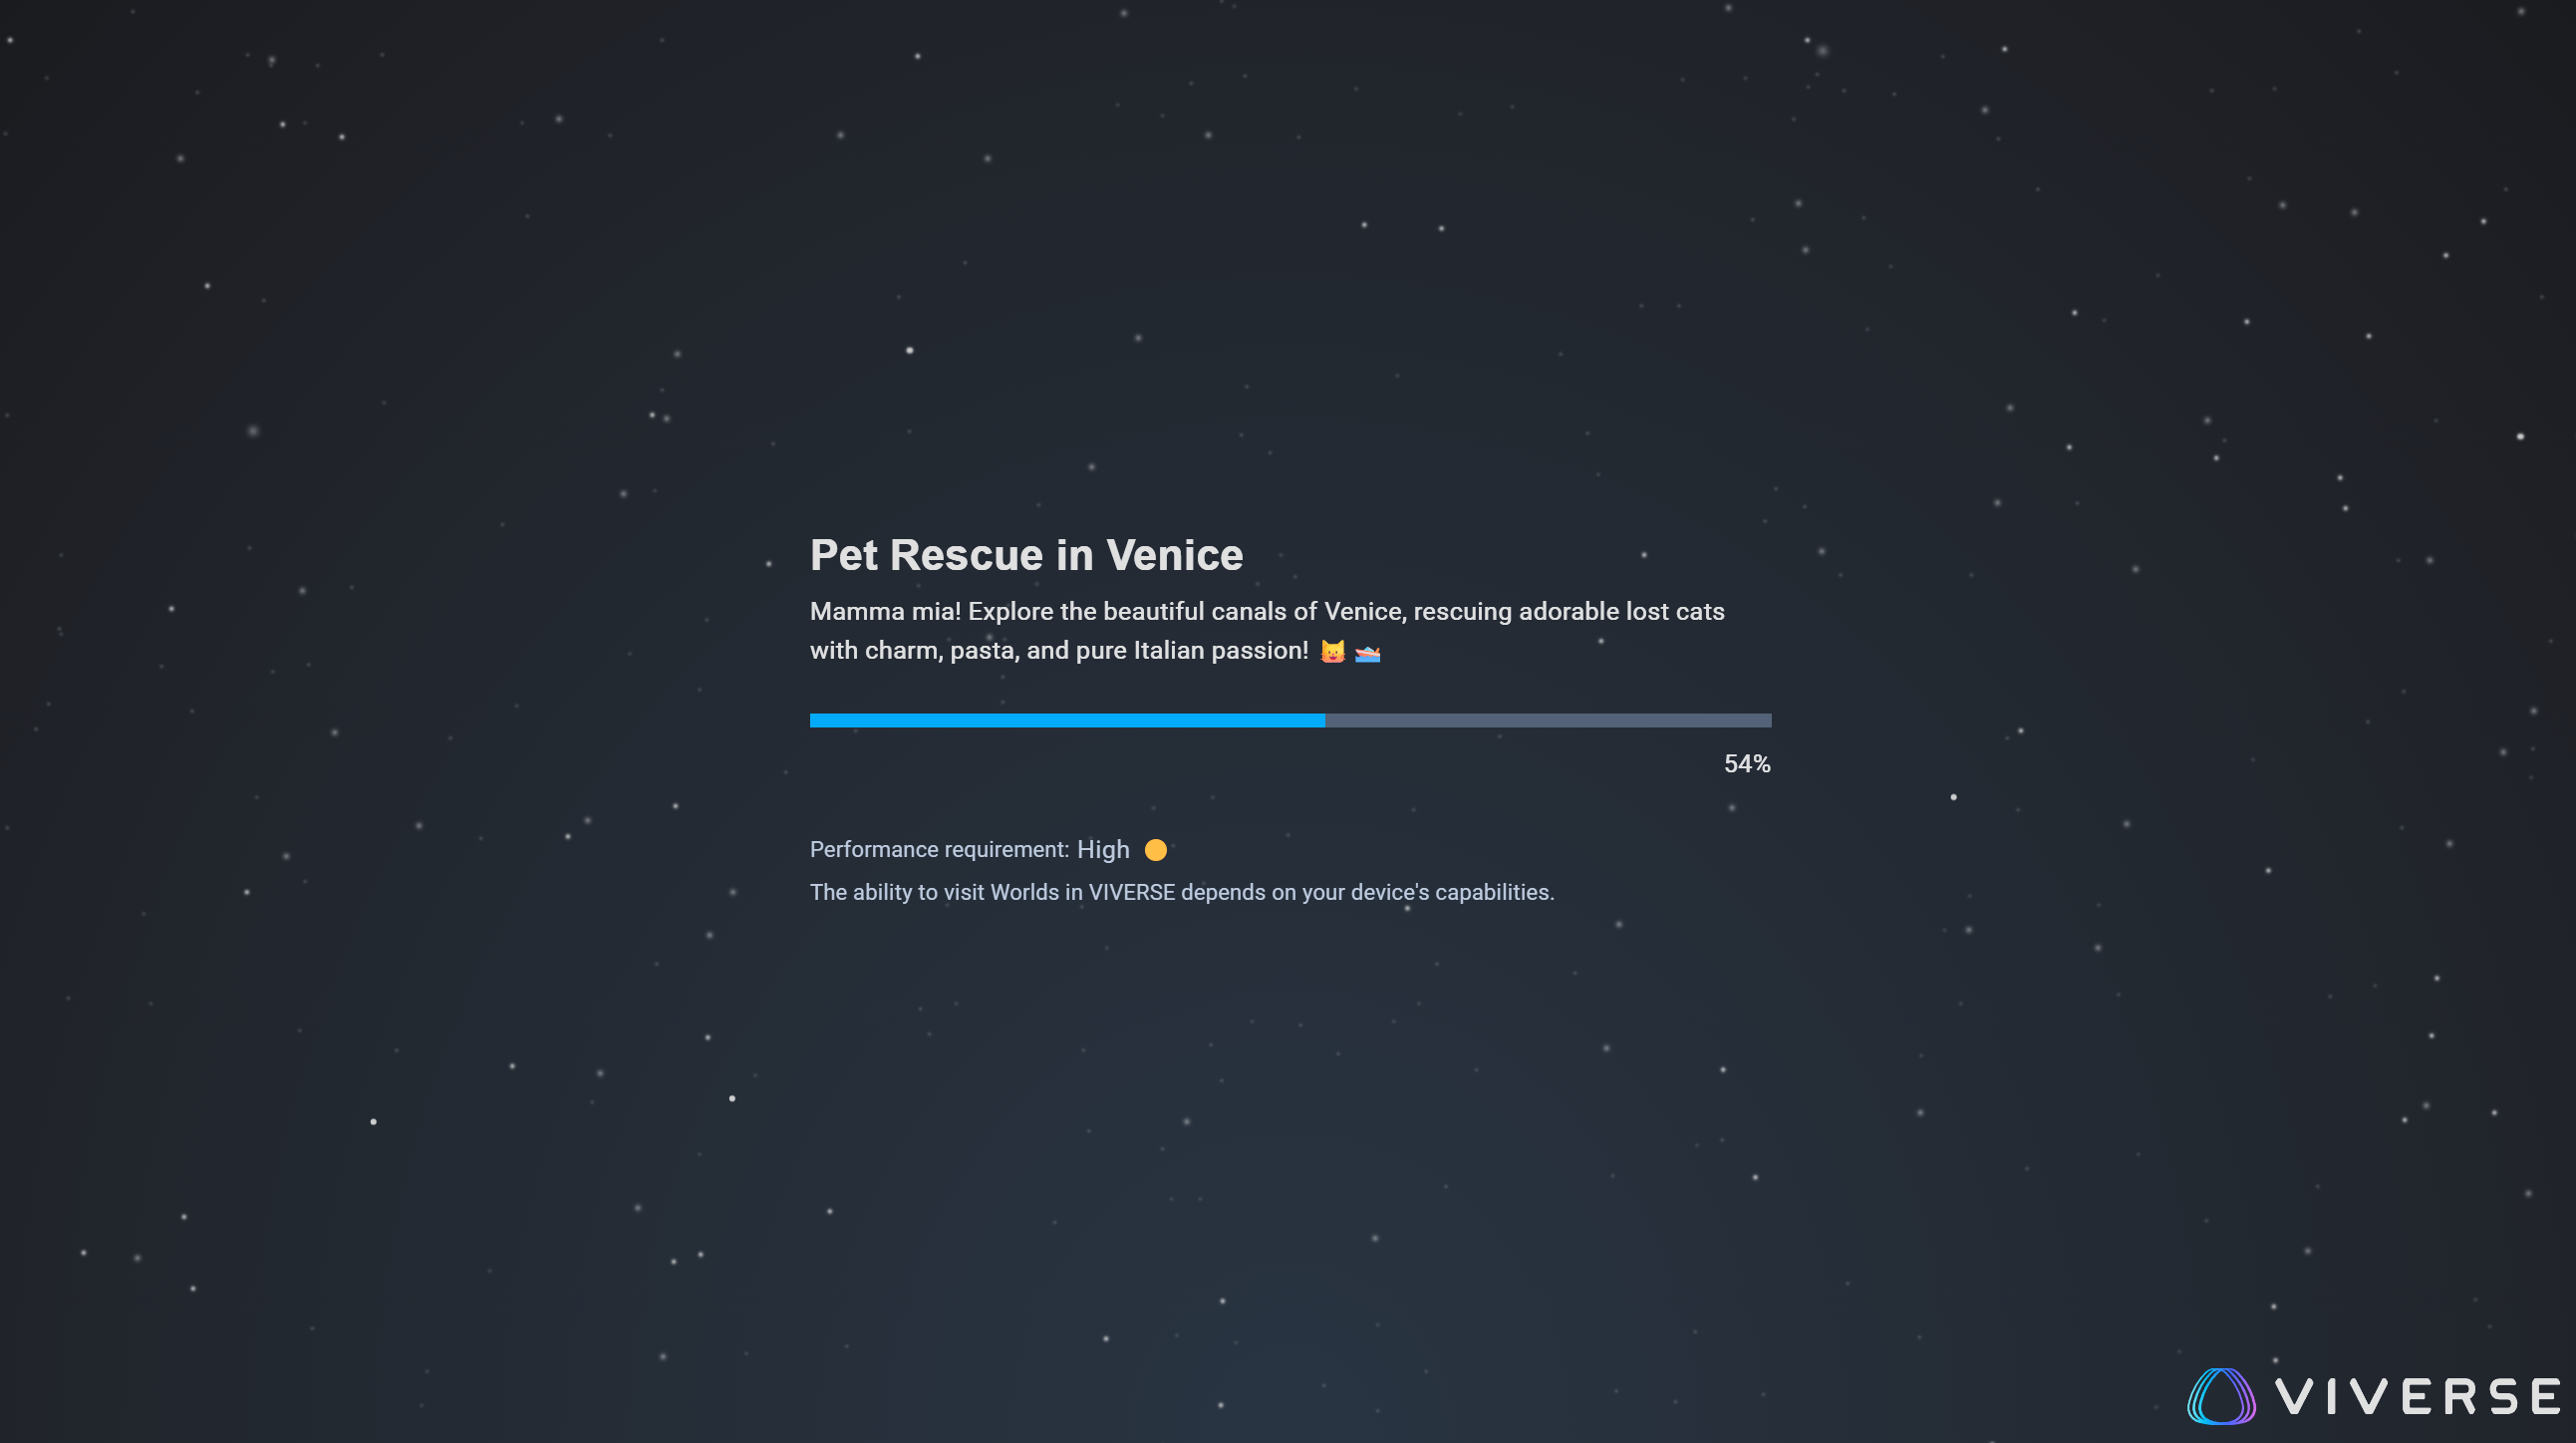 Pet Rescue in Venice
Mamma mia! Explore the beautiful canals of Venice, rescuing adorable lost cats
with charm, pasta, and pure Italian passion! 😺 🚤
54%
Performance requirement: High
The ability to visit Worlds in VIVERSE depends on your device's capabilities.
VIVERSE